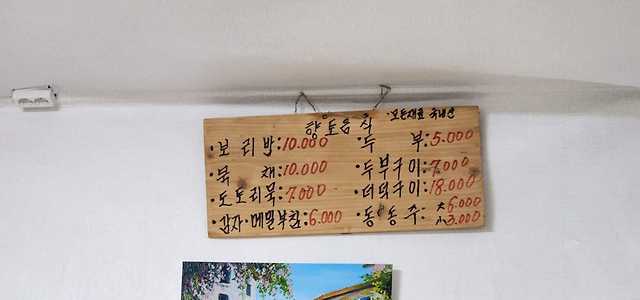 향토음식
·모든재료 국내산
·보리밥:10.000
·묵 채:10.000
·도토리묵:7.000
·감자·메밀부침:6.000
·두 부:5.000
·두부구이:7.000
·더덕구이:18.000
·동동주: 大6.000
小3.000